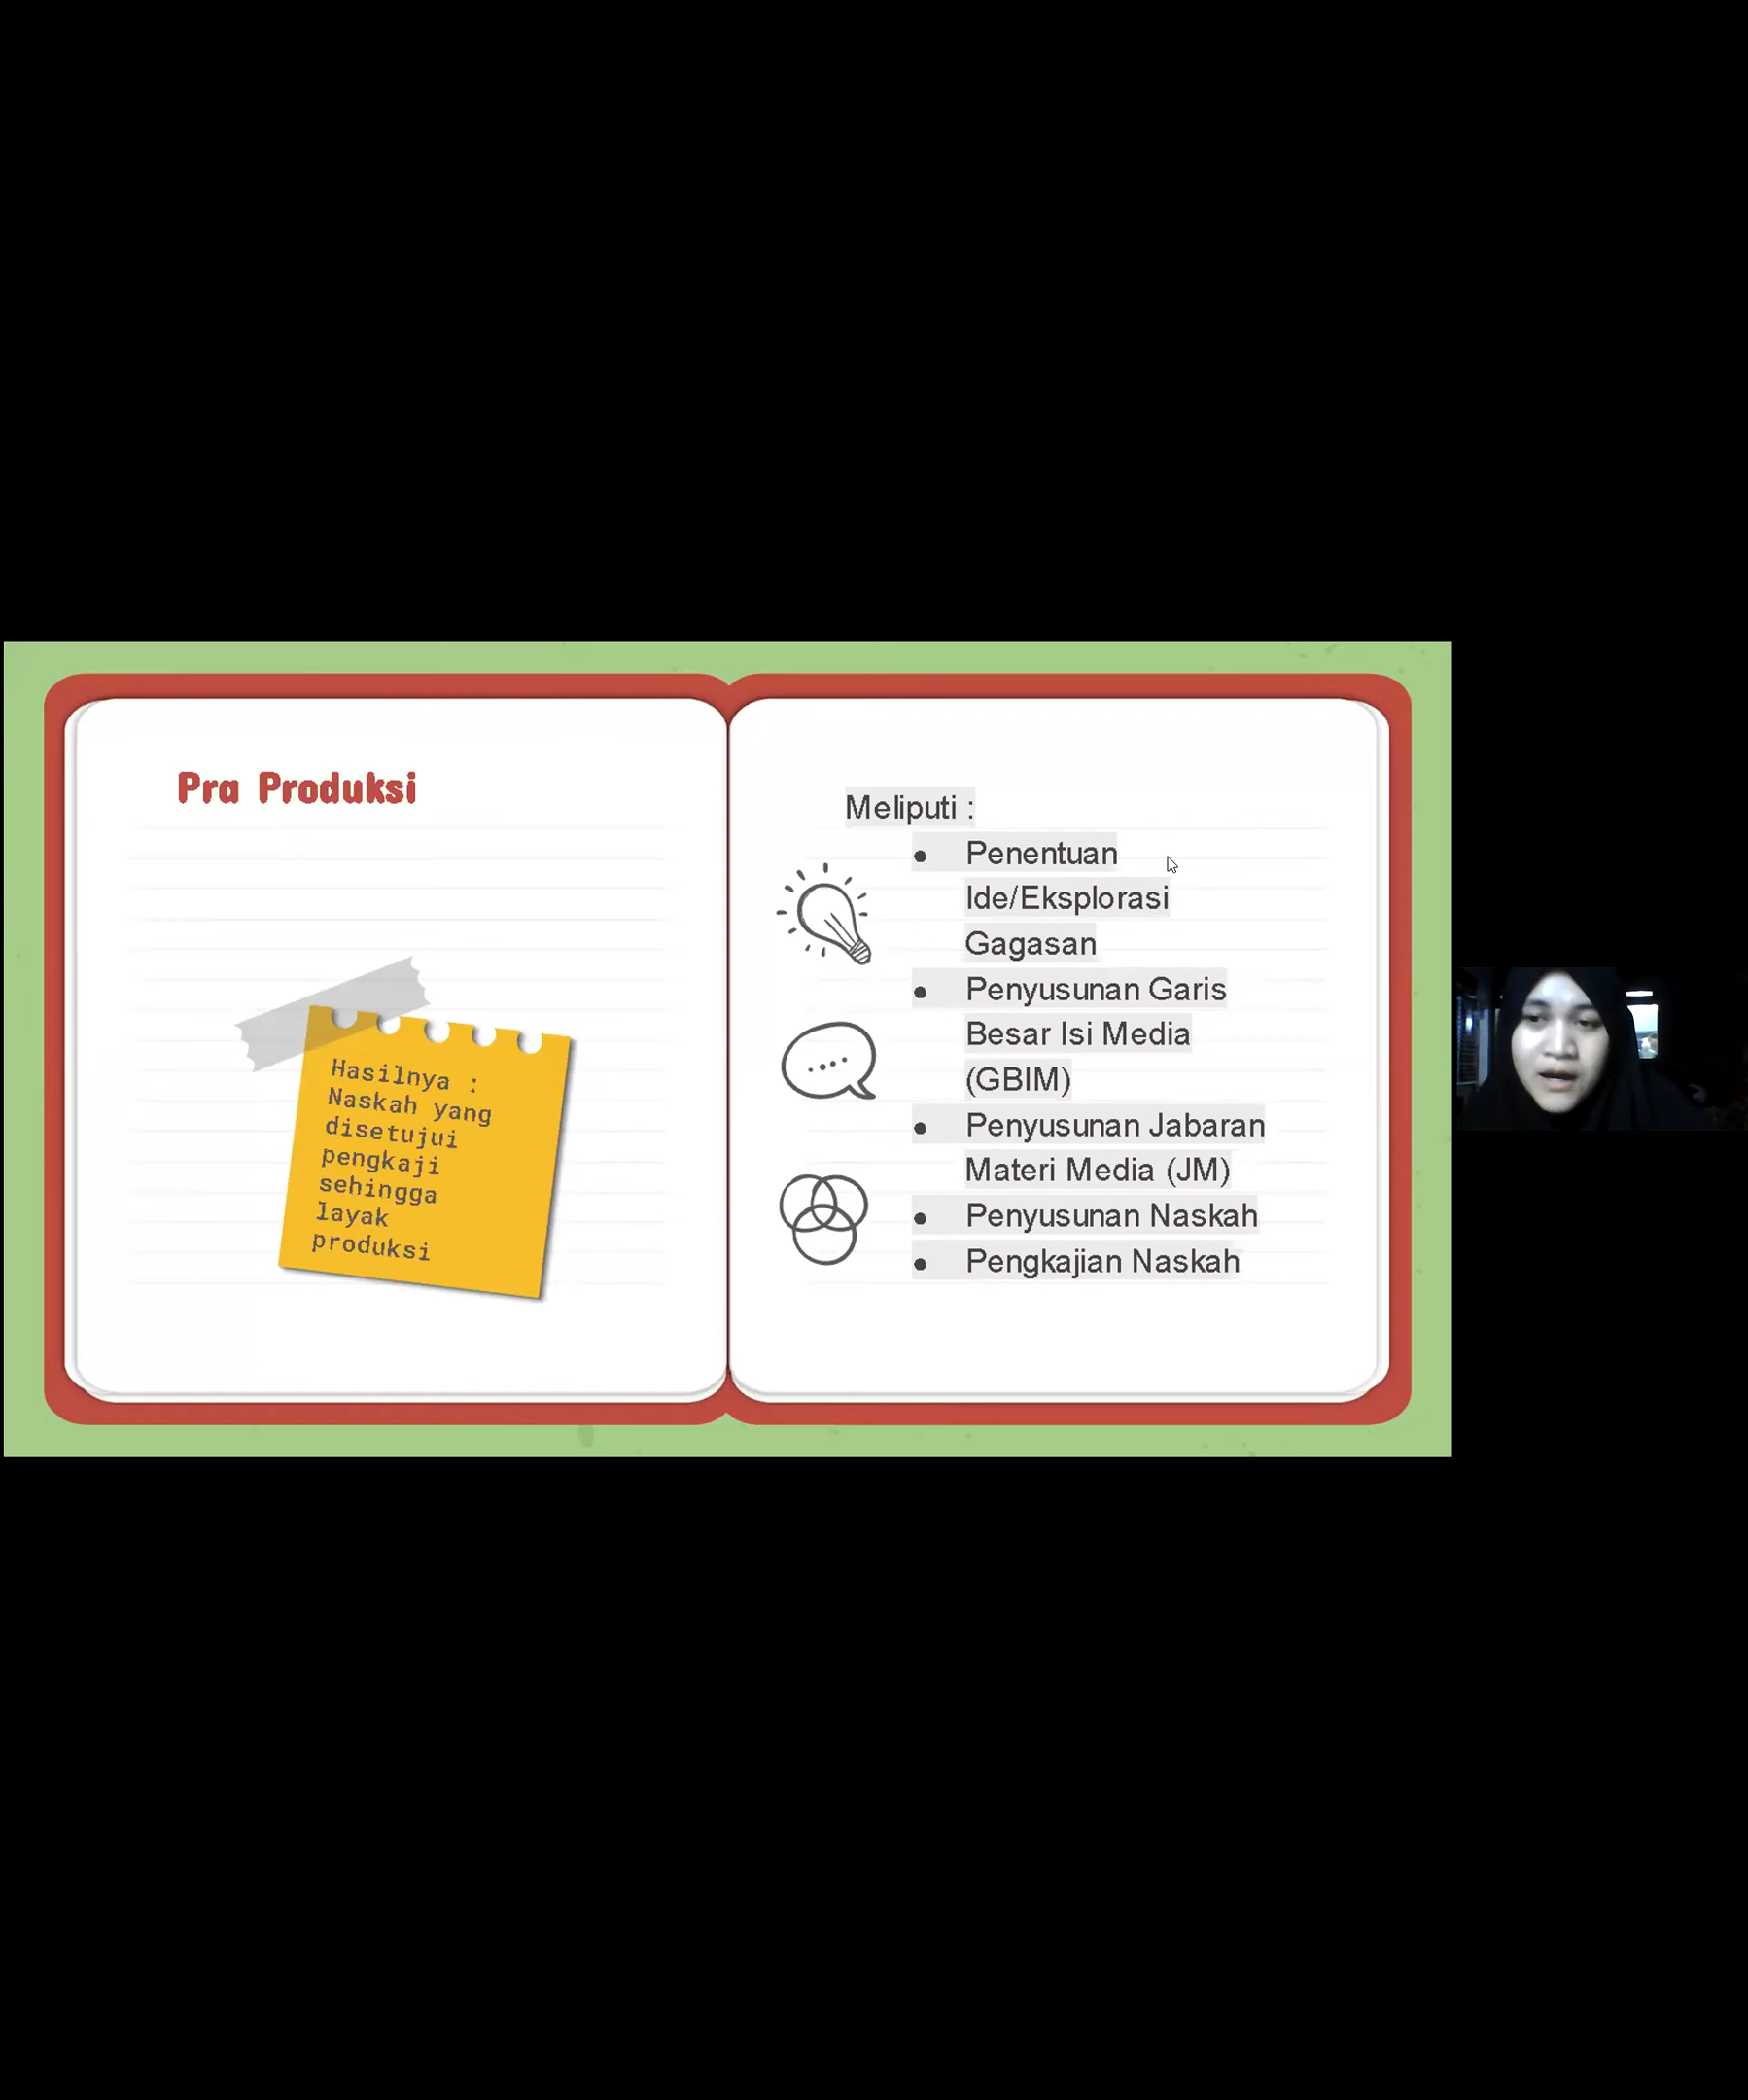 Pra Produksi
Hasilnya :
Naskah yang
disetujui
pengkaji
sehingga
layak
produksi
Meliputi :
● Penentuan
Ide/Eksplorasi
Gagasan
● Penyusunan Garis
Besar Isi Media
(GBIM)
● Penyusunan Jabaran
Materi Media (JM)
● Penyusunan Naskah
● Pengkajian Naskah